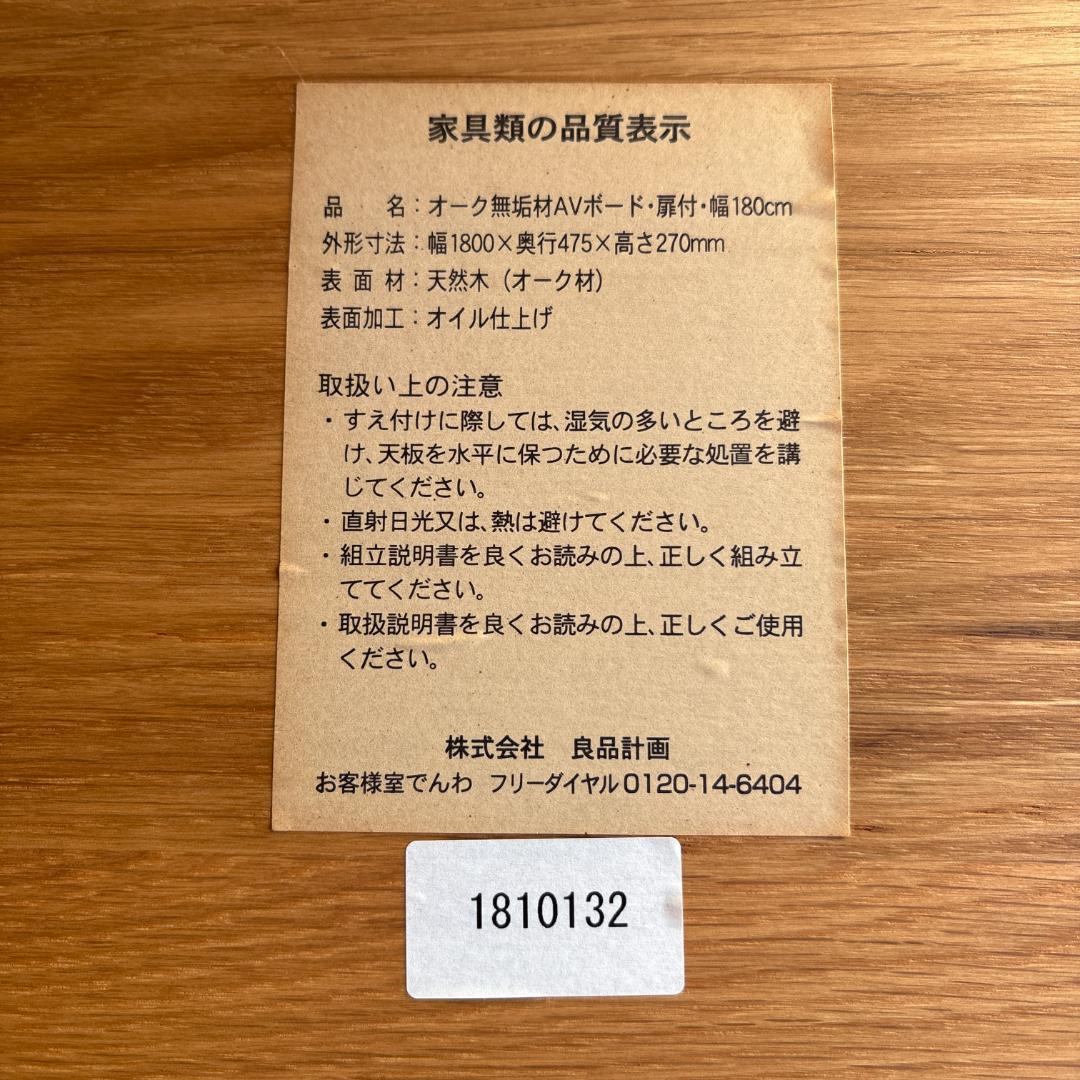 家具類の品質表示
品　　名：オーク無垢材AVボード・扉付・幅180cm
外形寸法：幅1800×奥行475×高さ270mm
表 面 材：天然木（オーク材）
表面加工：オイル仕上げ
取扱い上の注意
・すえ付けに際しては、湿気の多いところを避
け、天板を水平に保つために必要な処置を講
じてください。
・直射日光又は、熱は避けてください。
・組立説明書を良くお読みの上、正しく組み立
ててください。
・取扱説明書を良くお読みの上、正しくご使用
ください。
株式会社　良品計画
お客様室でんわ　フリーダイヤル0120-14-6404
1810132